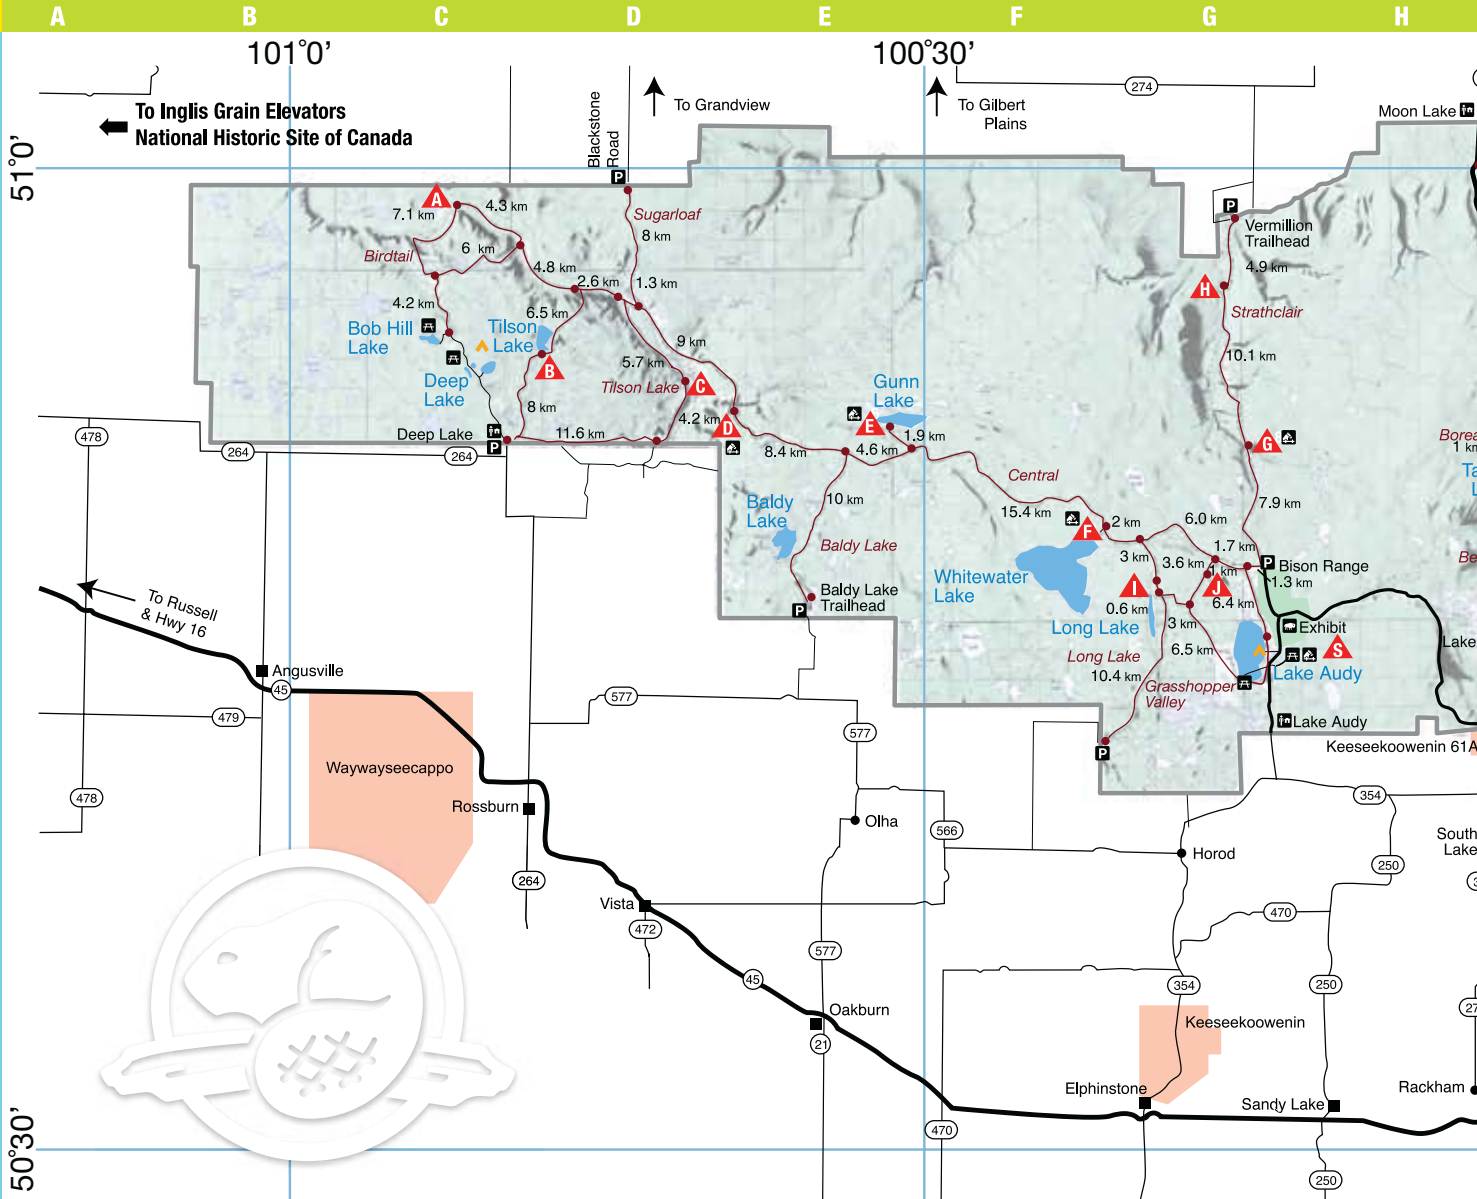 A B C D E F G H
101°0' 100°30'
51°0'
50°30'
To Inglis Grain Elevators
National Historic Site of Canada
Blackstone
Road
To Grandview
To Gilbert
Plains
274
Moon Lake
P
A
7.1 km
4.3 km
Sugarloaf
8 km
P
Vermillion
Trailhead
Birdtail
6 km
4.8 km
2.6 km
1.3 km
4.9 km
H
Strathclair
4.2 km
6.5 km
Bob Hill
Lake
Tilson
Lake
9 km
10.1 km
5.7 km
B
Deep
Lake
Tilson Lake
C
Gunn
Lake
8 km
4.2 km
D
E
1.9 km
Deep Lake
P
11.6 km
8.4 km
4.6 km
G
478
264
264
Central
10 km
15.4 km
7.9 km
Baldy
Lake
F
2 km
6.0 km
Baldy Lake
3 km
3.6 km
1.7 km
P
Bison Range
1 km
1.3 km
Whitewater
Lake
I
J
Baldy Lake
Trailhead
P
0.6 km
6.4 km
Long Lake
3 km
Exhibit
S
6.5 km
Long Lake
10.4 km
Lake Audy
Grasshopper
Valley
Lake Audy
P
Keeseekoowenin 61A
1 km
Lake
To Russell
& Hwy 16
Angusville
45
479
577
577
Waywayseecappo
478
Rossburn
354
Olha
566
Horod
South
Lake
250
264
Vista
472
470
577
45
354
250
Oakburn
21
Keeseekoowenin
Elphinstone
Sandy Lake
Rackham
470
250